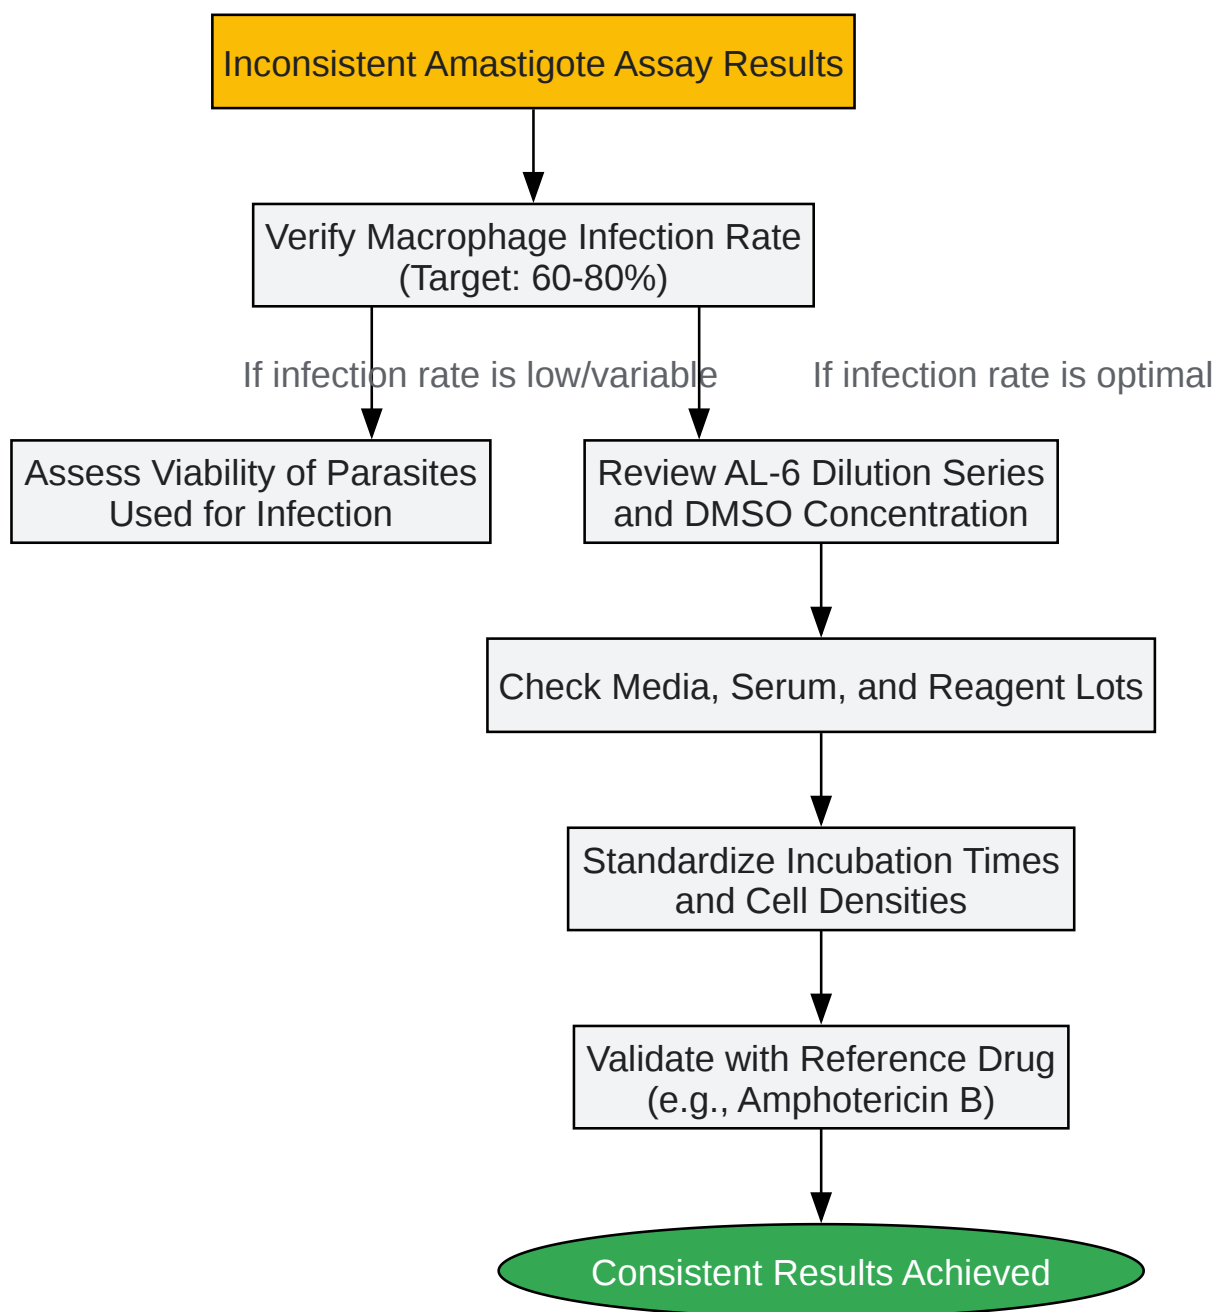 Inconsistent Amastigote Assay Results
Verify Macrophage Infection Rate
(Target: 60-80%)
If infection rate is low/variable
If infection rate is optimal
Assess Viability of Parasites
Used for Infection
Review AL-6 Dilution Series
and DMSO Concentration
Check Media, Serum, and Reagent Lots
Standardize Incubation Times
and Cell Densities
Validate with Reference Drug
(e.g., Amphotericin B)
Consistent Results Achieved